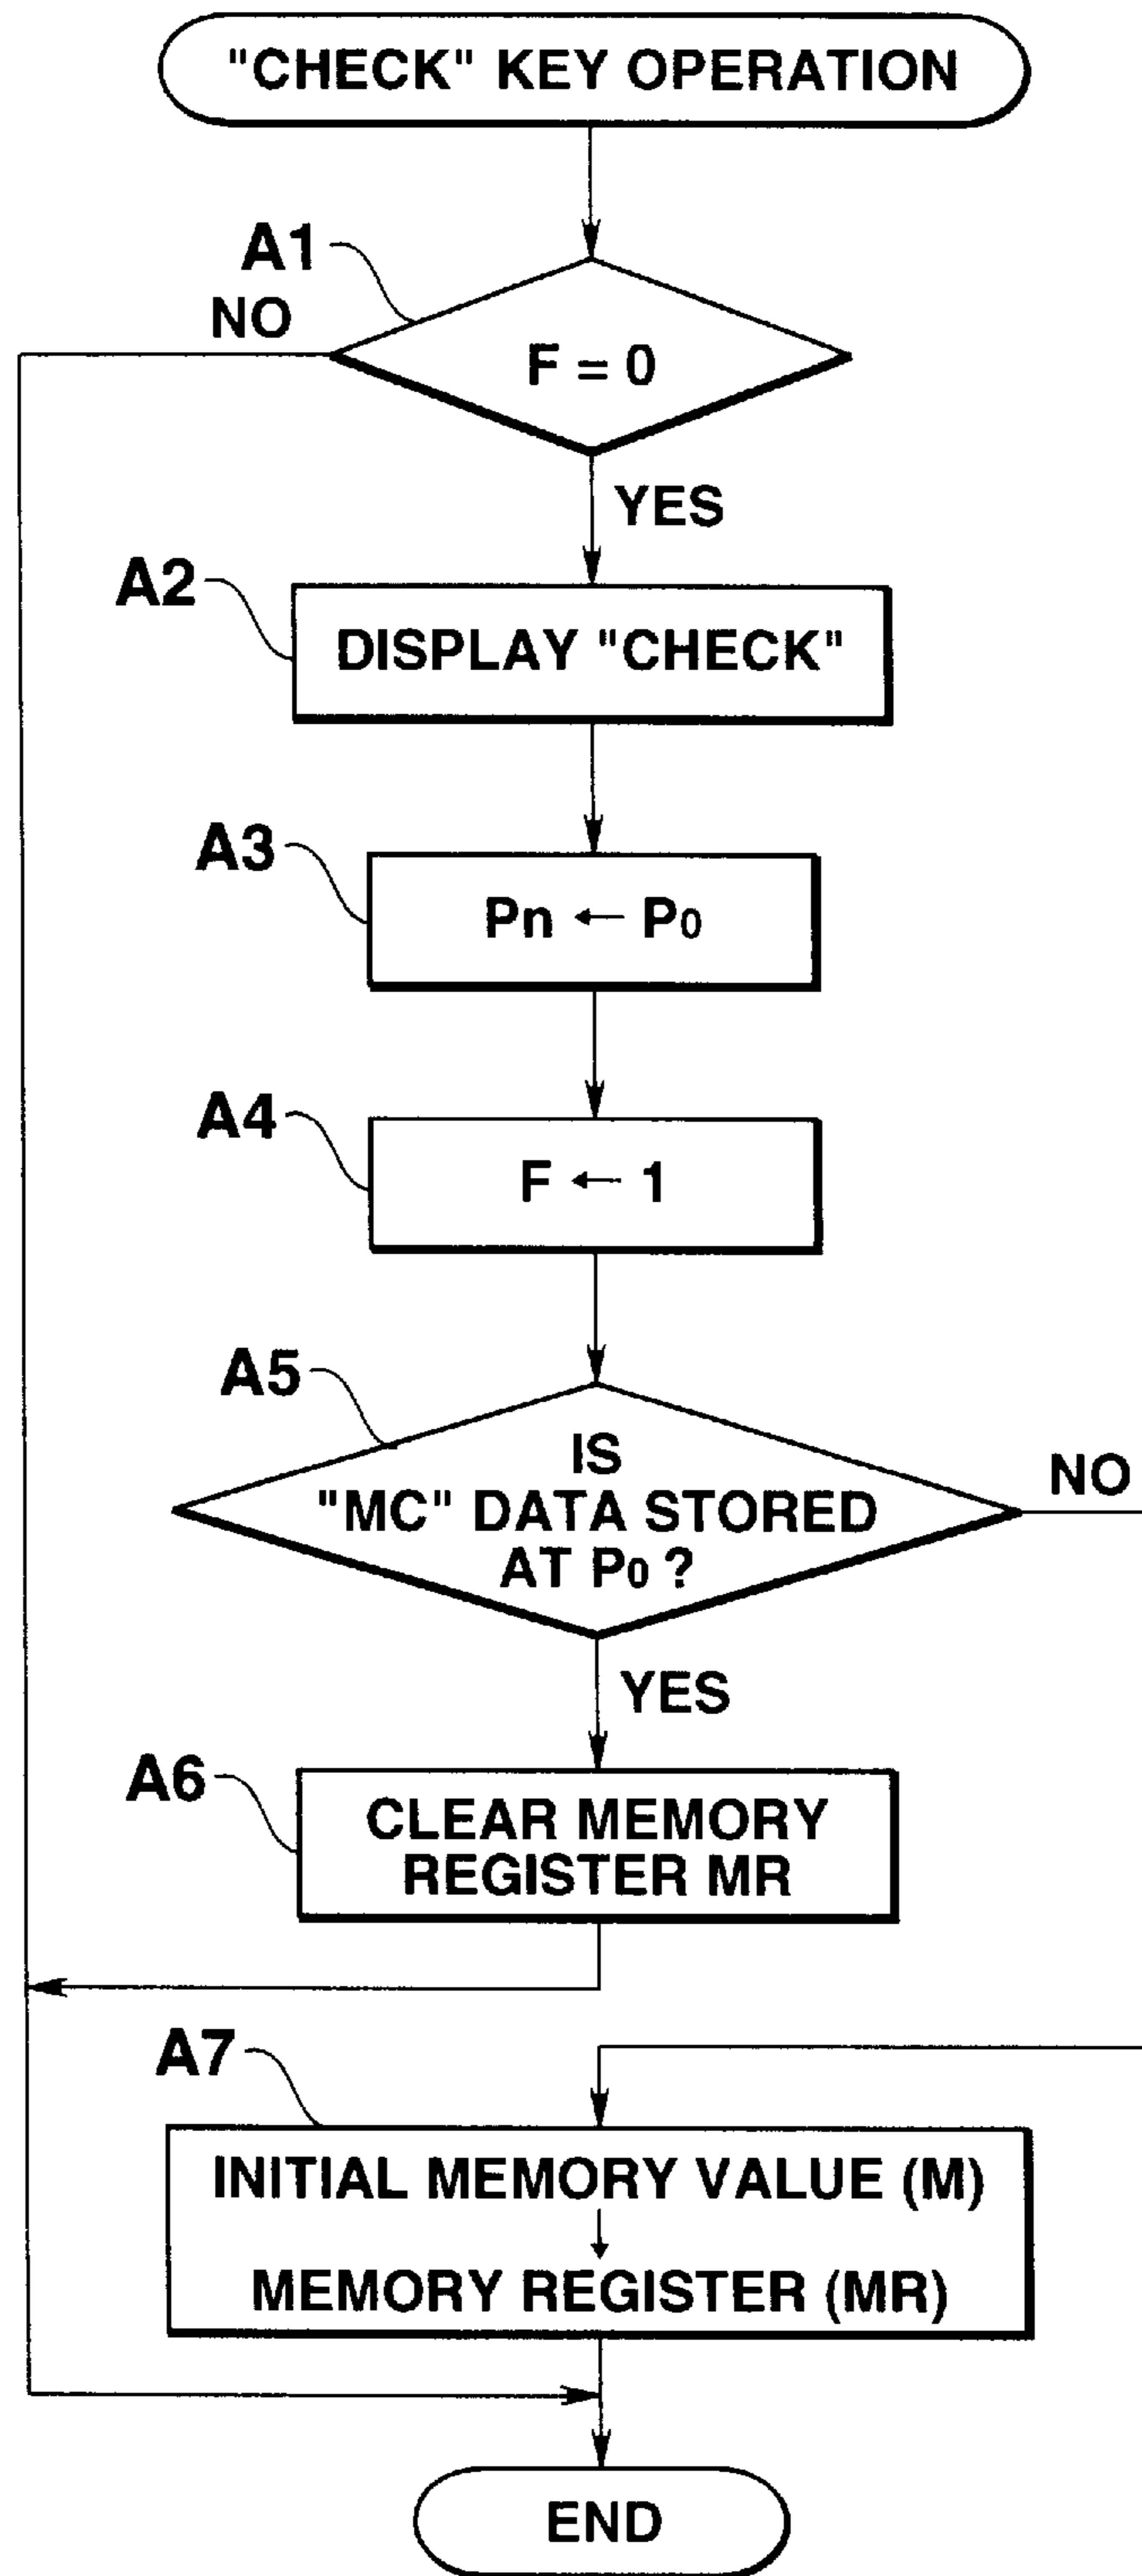 "CHECK" KEY OPERATION
A1
NO
F = 0
YES
A2
DISPLAY "CHECK"
A3
Pn ← P0
A4
F ← 1
A5
IS
"MC" DATA STORED
AT P0 ?
NO
YES
A6
CLEAR MEMORY
REGISTER MR
A7
INITIAL MEMORY VALUE (M)
↓
MEMORY REGISTER (MR)
END